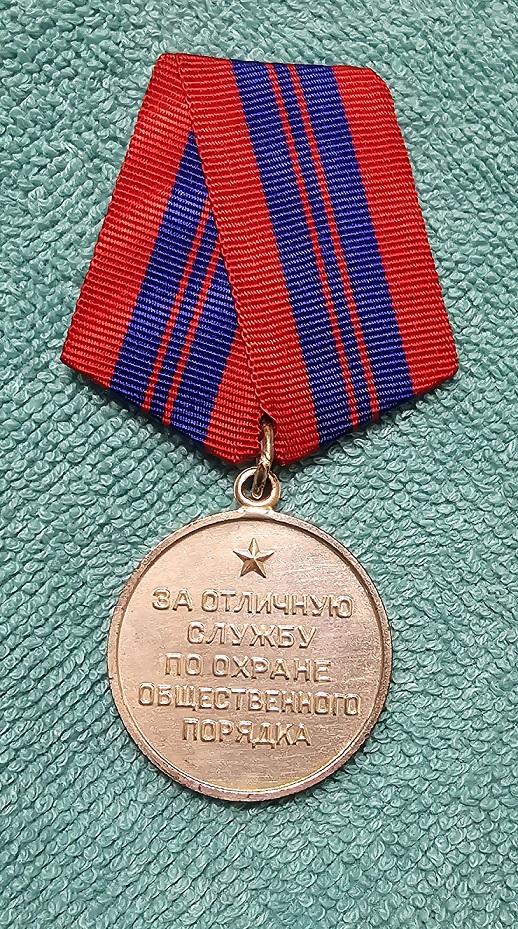 ЗА ОТЛИЧНУЮ
СЛУЖБУ
ПО ОХРАНЕ
ОБЩЕСТВЕННОГО
ПОРЯДКА